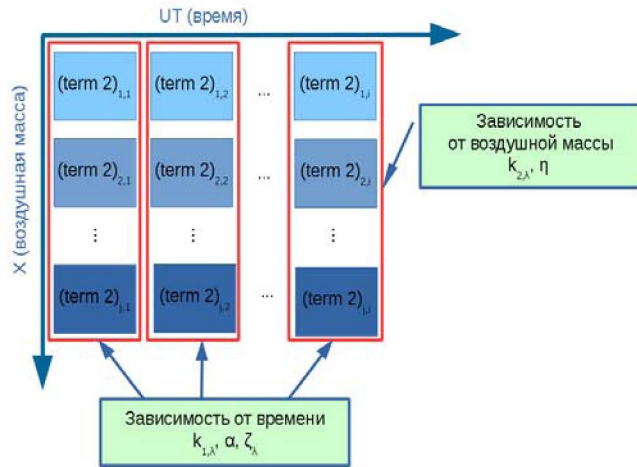 UT (время)
X (воздушная масса)
(term 2)1,1 (term 2)1,2 ... (term 2)1,i
(term 2)2,1 (term 2)2,2 ... (term 2)2,i
⋮ ⋮ ⋮
(term 2)j,1 (term 2)j,2 ... (term 2)j,i
Зависимость
от воздушной массы
k2,λ, η
Зависимость от времени
k1,λ, α, ζλ